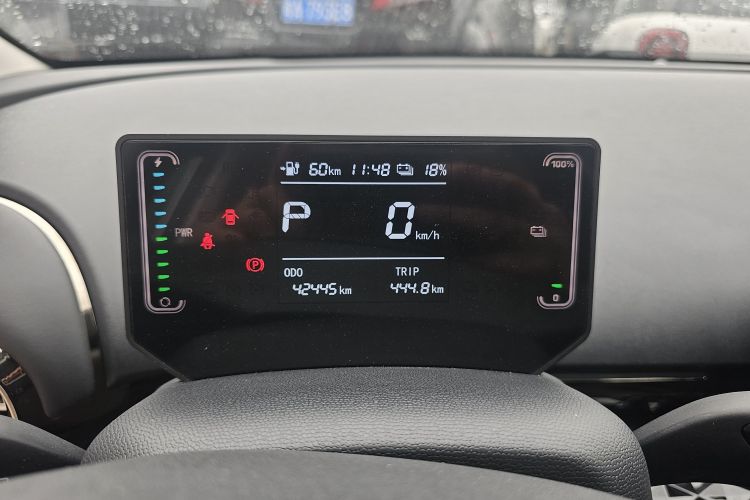 60km 11:48 18%
100%
P 0 km/h
PWR
P
ODO TRIP
42445 km 444.8 km
0